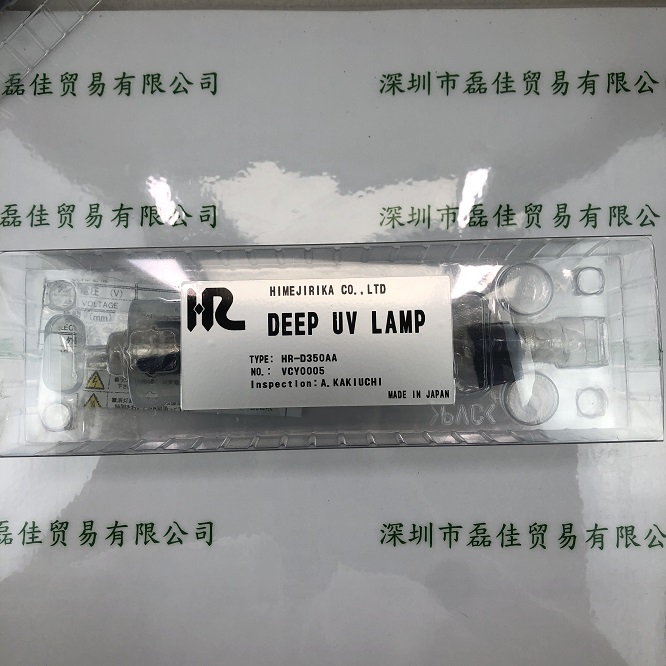 磊佳贸易有限公司 深圳市磊佳贸易有限公司
磊佳贸易有限公司 深圳市磊佳贸易有限公司
(V)
VOLTAGE
(mm)
HR
HIMEJIRIKA CO.,LTD
DEEP UV LAMP
TYPE: HR-D350AA
NO.: VCY0005
Inspection:A.KAKIUCHI
MADE IN JAPAN
>PVC<
磊佳贸易有限公司 深圳市磊佳贸易有限公司